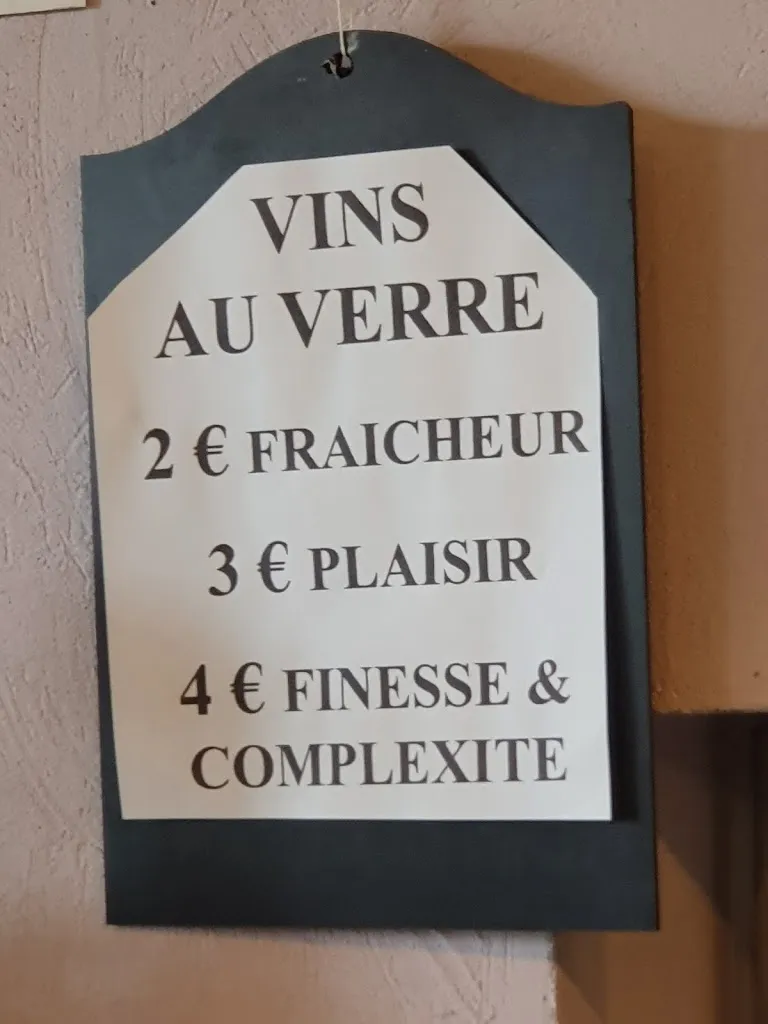 VINS
AU VERRE
2 € FRAICHEUR
3 € PLAISIR
4 € FINESSE &
COMPLEXITE